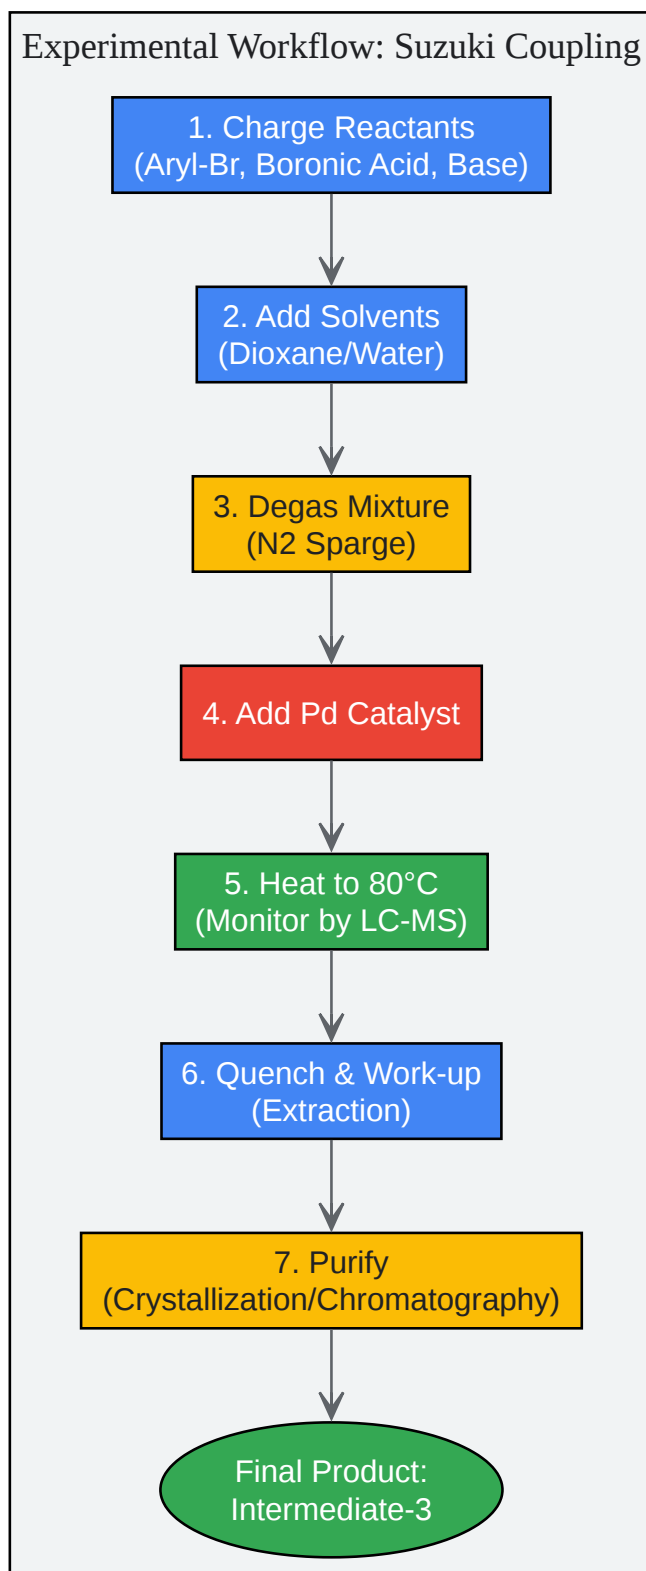 Experimental Workflow: Suzuki Coupling
1. Charge Reactants
(Aryl-Br, Boronic Acid, Base)
2. Add Solvents
(Dioxane/Water)
3. Degas Mixture
(N2 Sparge)
4. Add Pd Catalyst
5. Heat to 80°C
(Monitor by LC-MS)
6. Quench & Work-up
(Extraction)
7. Purify
(Crystallization/Chromatography)
Final Product:
Intermediate-3